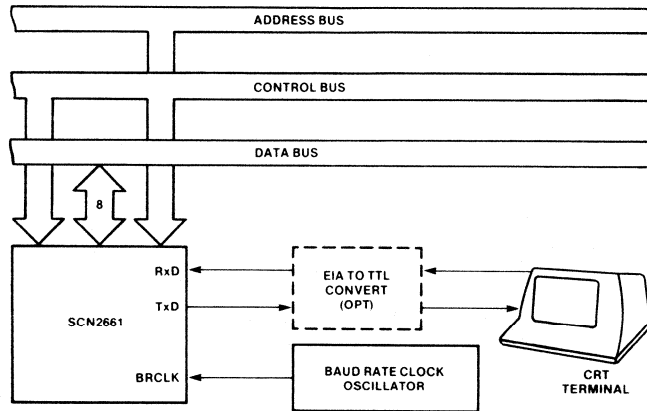 ADDRESS BUS
CONTROL BUS
DATA BUS
8
RxD
TxD
SCN2661
BRCLK
EIA TO TTL
CONVERT
(OPT)
BAUD RATE CLOCK
OSCILLATOR
CRT
TERMINAL